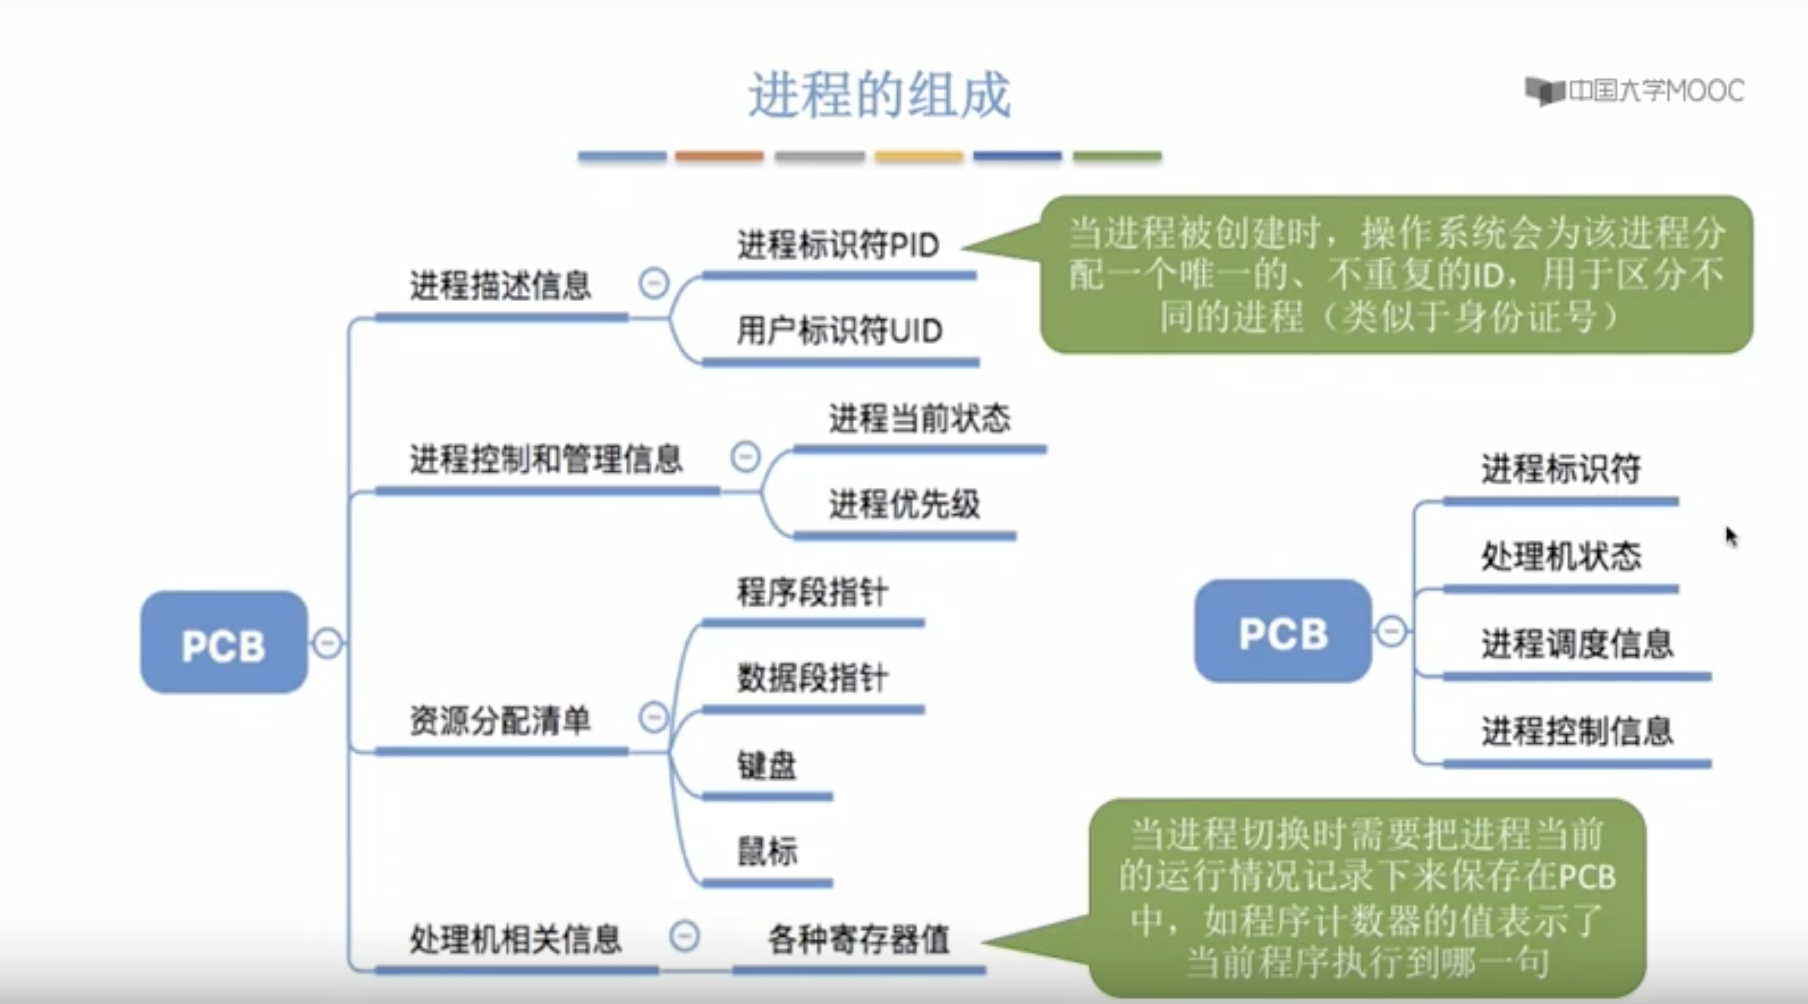 进程的组成
中国大学MOOC
进程标识符PID
当进程被创建时，操作系统会为该进程分
配一个唯一的、不重复的ID，用于区分不
同的进程（类似于身份证号）
进程描述信息
用户标识符UID
进程当前状态
进程控制和管理信息
进程优先级
PCB
程序段指针
数据段指针
资源分配清单
键盘
鼠标
处理机相关信息
各种寄存器值
进程标识符
处理机状态
PCB
进程调度信息
进程控制信息
当进程切换时需要把进程当前
的运行情况记录下来保存在PCB
中，如程序计数器的值表示了
当前程序执行到哪一句